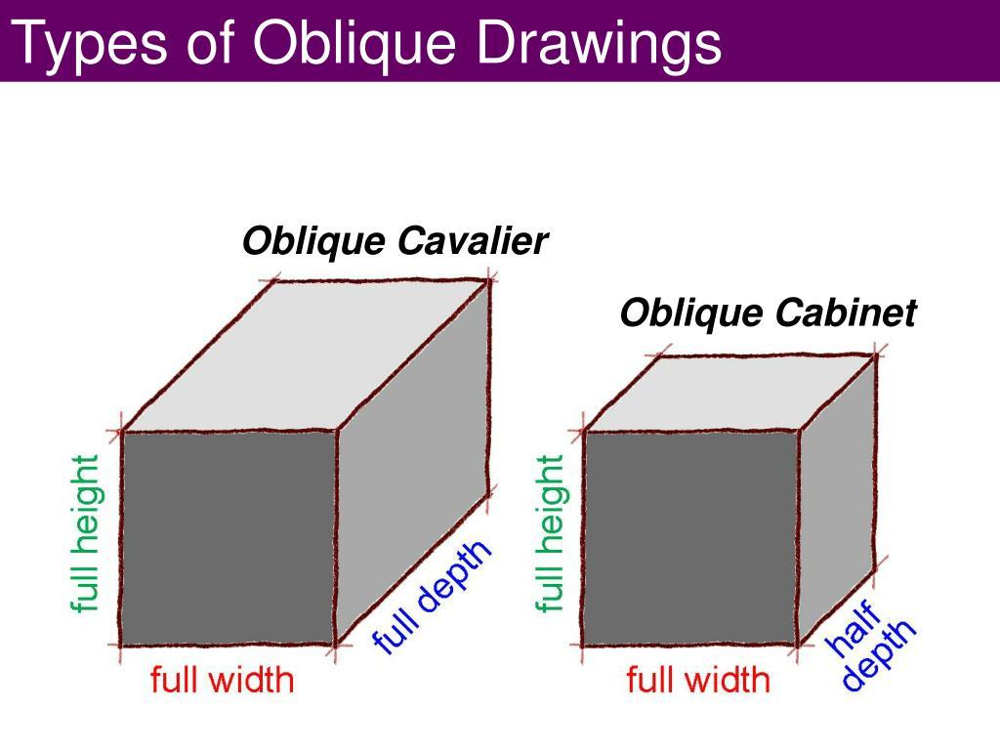 Types of Oblique Drawings
Oblique Cavalier
Oblique Cabinet
full height
full depth
full width
full height
half
depth
full width